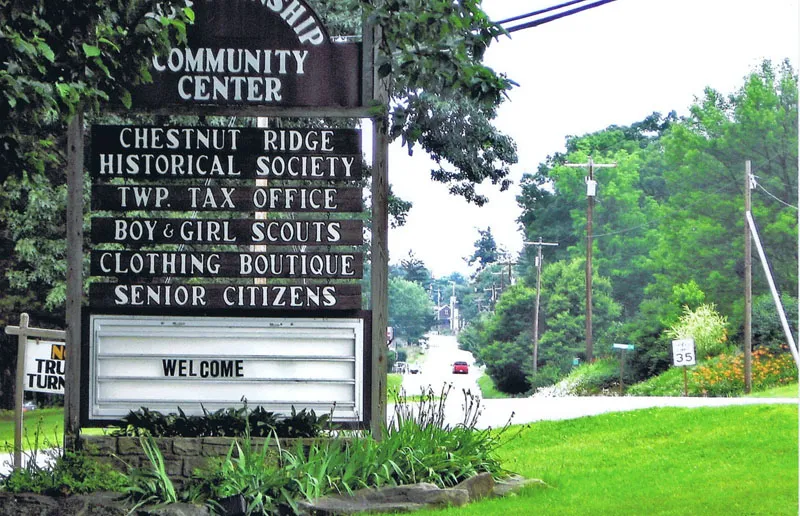 COMMUNITY
CENTER
CHESTNUT RIDGE
HISTORICAL SOCIETY
TWP. TAX OFFICE
BOY & GIRL SCOUTS
CLOTHING BOUTIQUE
SENIOR CITIZENS
WELCOME
35